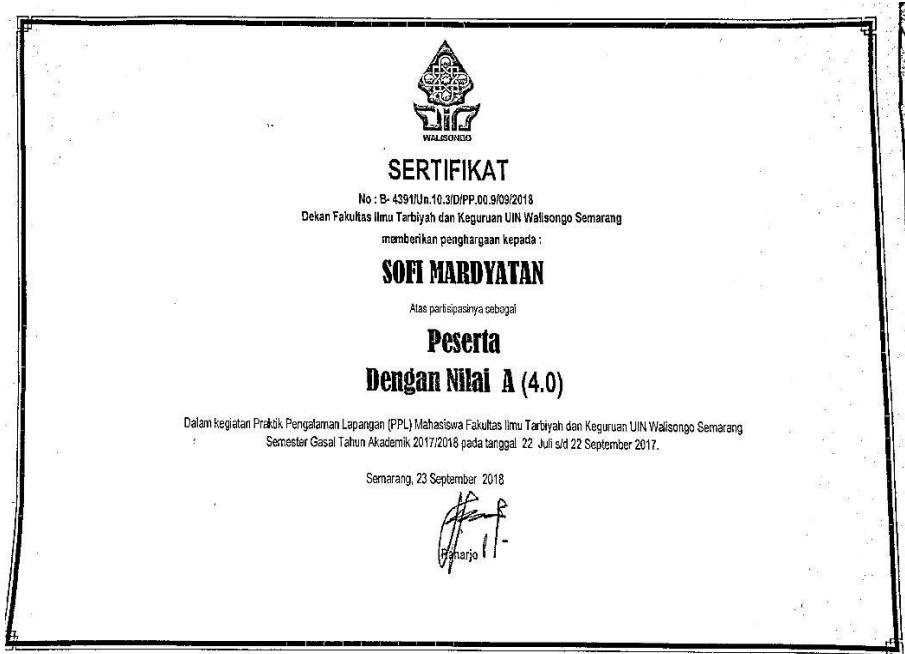 WALISONGO
SERTIFIKAT
No : B- 4391/Un.10.3/D/PP.00.9/09/2018
Dekan Fakultas Ilmu Tarbiyah dan Keguruan UIN Walisongo Semarang
memberikan penghargaan kepada :
SOFI MARDYATAN
Atas partisipasinya sebagai
Peserta
Dengan Nilai A (4.0)
Dalam kegiatan Praktik Pengalaman Lapangan (PPL) Mahasiswa Fakultas Ilmu Tarbiyah dan Keguruan UIN Walisongo Semarang
Semester Gasal Tahun Akademik 2017/2018 pada tanggal 22 Juli s/d 22 September 2017.
Semarang, 23 September 2018
Raharjo